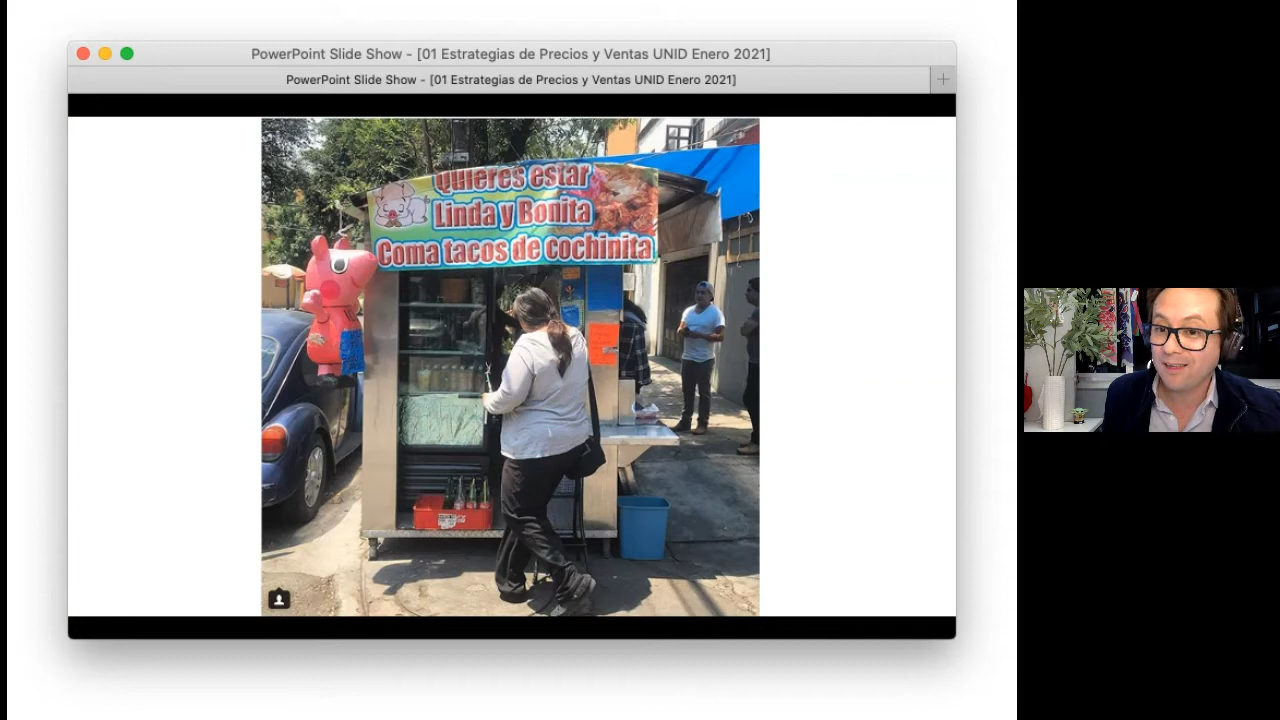 PowerPoint Slide Show - [01 Estrategias de Precios y Ventas UNID Enero 2021]
PowerPoint Slide Show - [01 Estrategias de Precios y Ventas UNID Enero 2021]
Quieres estar
Linda y Bonita
Coma tacos de cochinita